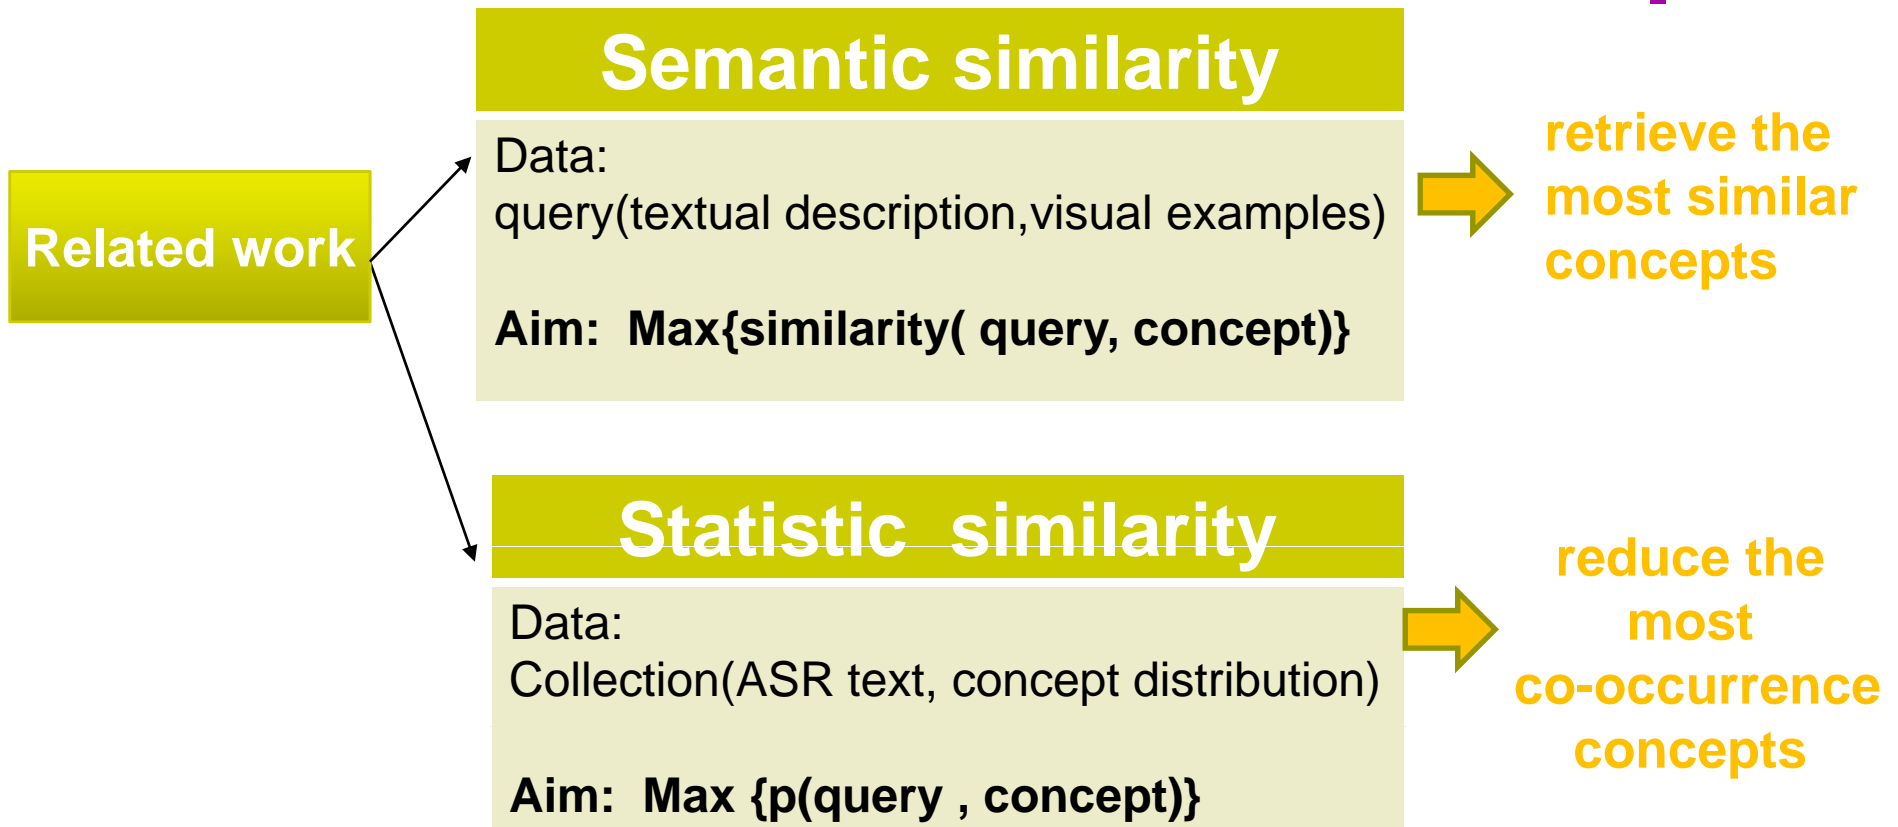 Semantic similarity
Related work
Data:
query(textual description,visual examples)
Aim: Max{similarity( query, concept)}
retrieve the
most similar
concepts
Statistic similarity
Data:
Collection(ASR text, concept distribution)
Aim: Max {p(query , concept)}
reduce the
most
co-occurrence
concepts